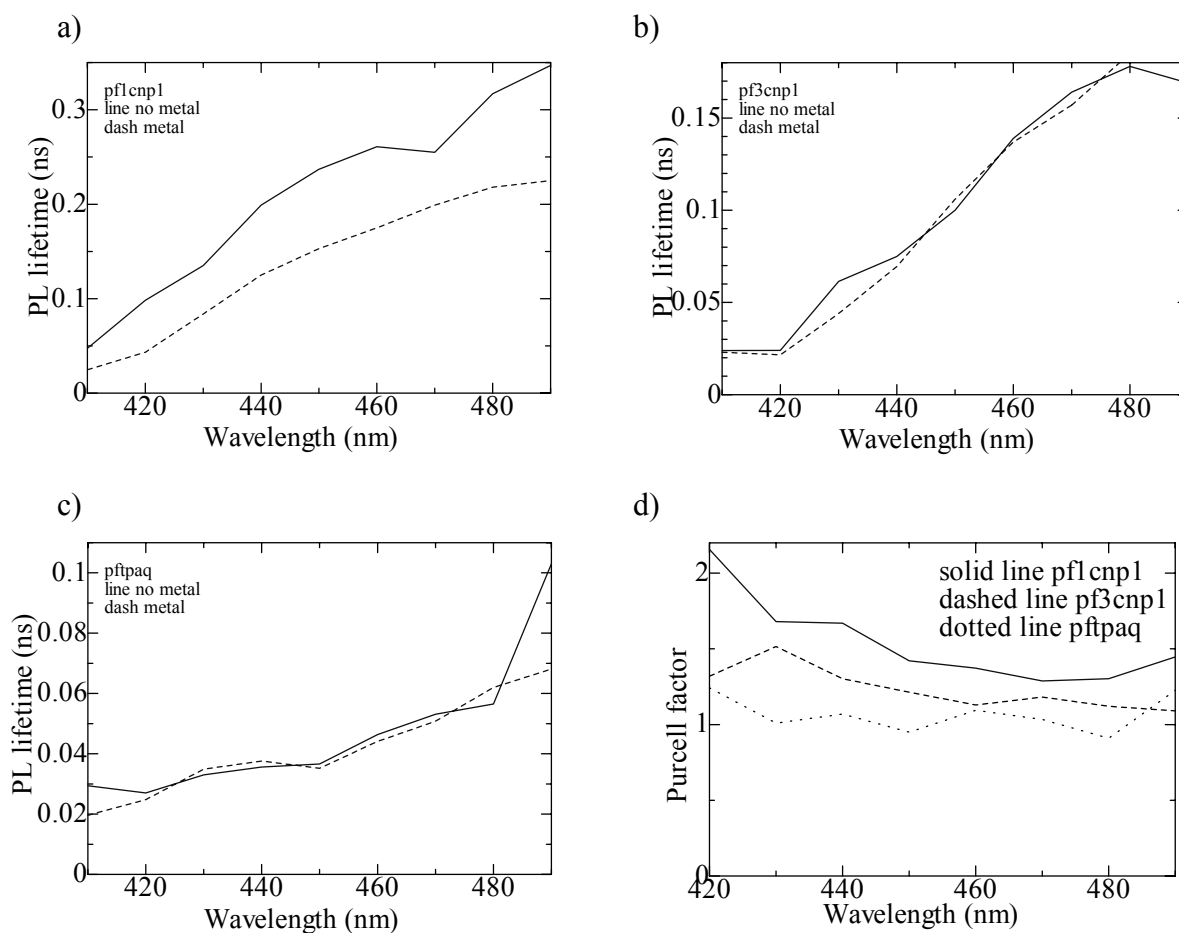 a)
pf1cnp1
line no metal
dash metal
PL lifetime (ns)
0.3
0.2
0.1
0
420 440 460 480
Wavelength (nm)
b)
pf3cnp1
line no metal
dash metal
PL lifetime (ns)
0.15
0.1
0.05
0
420 440 460 480
Wavelength (nm)
c)
pftpaq
line no metal
dash metal
PL lifetime (ns)
0.1
0.08
0.06
0.04
0.02
0
420 440 460 480
Wavelength (nm)
d)
solid line pf1cnp1
dashed line pf3cnp1
dotted line pftpaq
Purcell factor
2
1
0
420 440 460 480
Wavelength (nm)